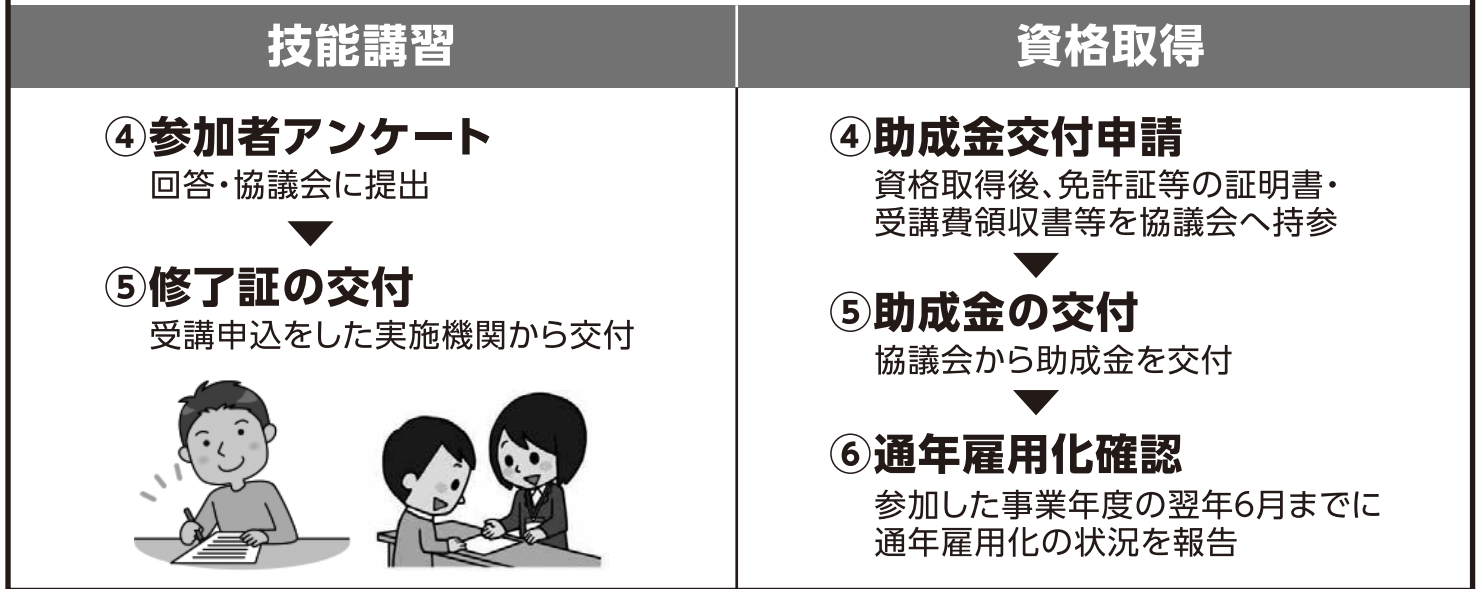 技能講習
④参加者アンケート
回答・協議会に提出
▼
⑤修了証の交付
受講申込をした実施機関から交付
資格取得
④助成金交付申請
資格取得後、免許証等の証明書・
受講費領収書等を協議会へ持参
▼
⑤助成金の交付
協議会から助成金を交付
▼
⑥通年雇用化確認
参加した事業年度の翌年6月までに
通年雇用化の状況を報告